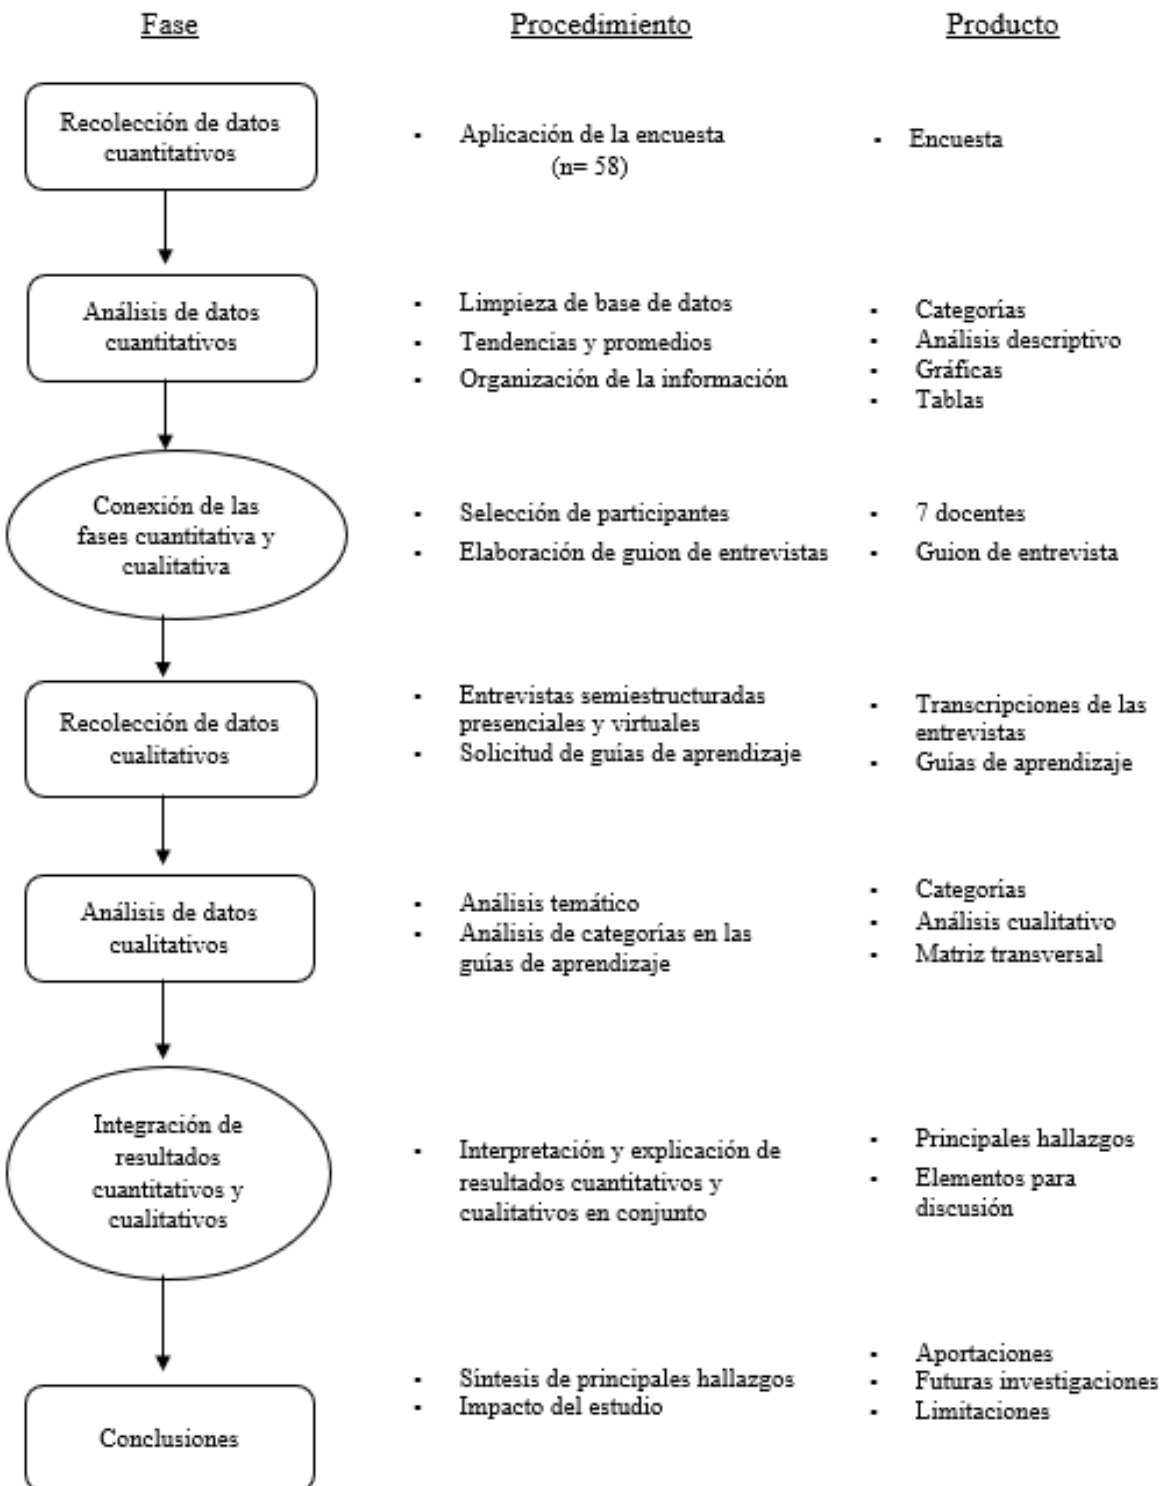 Fase
Procedimiento
Producto
Recolección de datos
cuantitativos
▪ Aplicación de la encuesta
(n= 58)
▪ Encuesta
Análisis de datos
cuantitativos
▪ Limpieza de base de datos
▪ Tendencias y promedios
▪ Organización de la información
▪ Categorías
▪ Análisis descriptivo
▪ Gráficas
▪ Tablas
Conexión de las
fases cuantitativa y
cualitativa
▪ Selección de participantes
▪ Elaboración de guion de entrevistas
▪ 7 docentes
▪ Guion de entrevista
Recolección de datos
cualitativos
▪ Entrevistas semiestructuradas
presenciales y virtuales
▪ Solicitud de guías de aprendizaje
▪ Transcripciones de las
entrevistas
▪ Guías de aprendizaje
Análisis de datos
cualitativos
▪ Análisis temático
▪ Análisis de categorías en las
guías de aprendizaje
▪ Categorías
▪ Análisis cualitativo
▪ Matriz transversal
Integración de
resultados
cuantitativos y
cualitativos
▪ Interpretación y explicación de
resultados cuantitativos y
cualitativos en conjunto
▪ Principales hallazgos
▪ Elementos para
discusión
Conclusiones
▪ Síntesis de principales hallazgos
▪ Impacto del estudio
▪ Aportaciones
▪ Futuras investigaciones
▪ Limitaciones